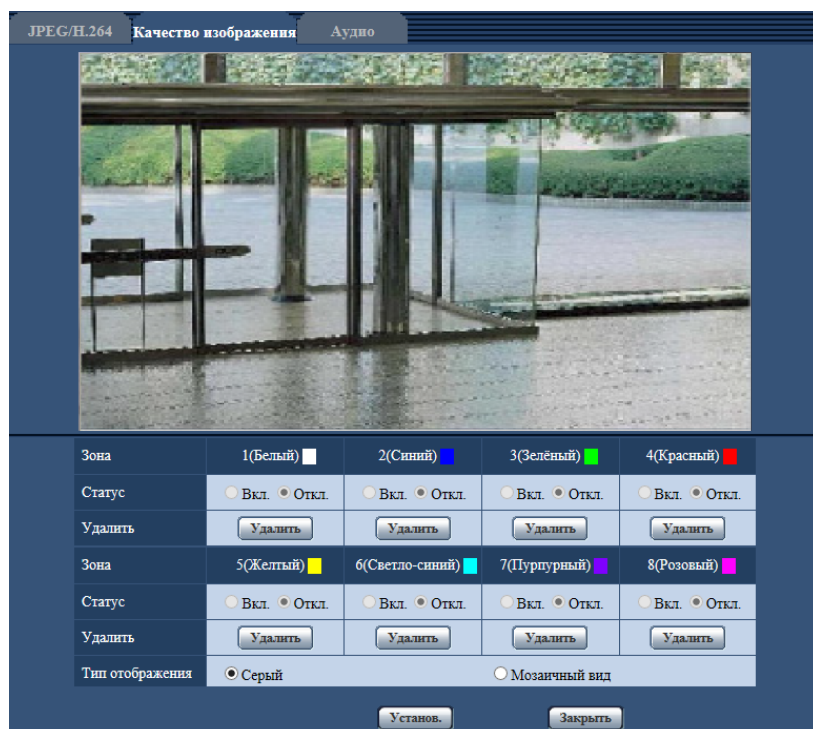 JPEG/H.264 Качество изображения Аудио
Зона 1(Белый) 2(Синий) 3(Зелёный) 4(Красный)
Статус Вкл. Откл. Вкл. Откл. Вкл. Откл. Вкл. Откл.
Удалить Удалить Удалить Удалить Удалить
Зона 5(Желтый) 6(Светло-синий) 7(Пурпурный) 8(Розовый)
Статус Вкл. Откл. Вкл. Откл. Вкл. Откл. Вкл. Откл.
Удалить Удалить Удалить Удалить Удалить
Тип отображения Серый Мозаичный вид
Установ. Закрыть